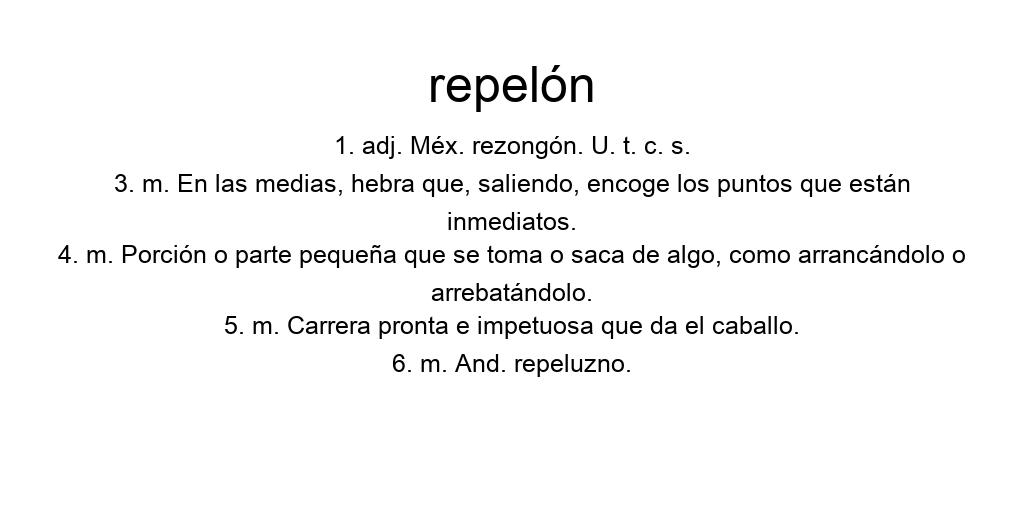 repelón
1. adj. Méx. rezongón. U. t. c. s.
3. m. En las medias, hebra que, saliendo, encoge los puntos que están
inmediatos.
4. m. Porción o parte pequeña que se toma o saca de algo, como arrancándolo o
arrebatándolo.
5. m. Carrera pronta e impetuosa que da el caballo.
6. m. And. repeluzno.